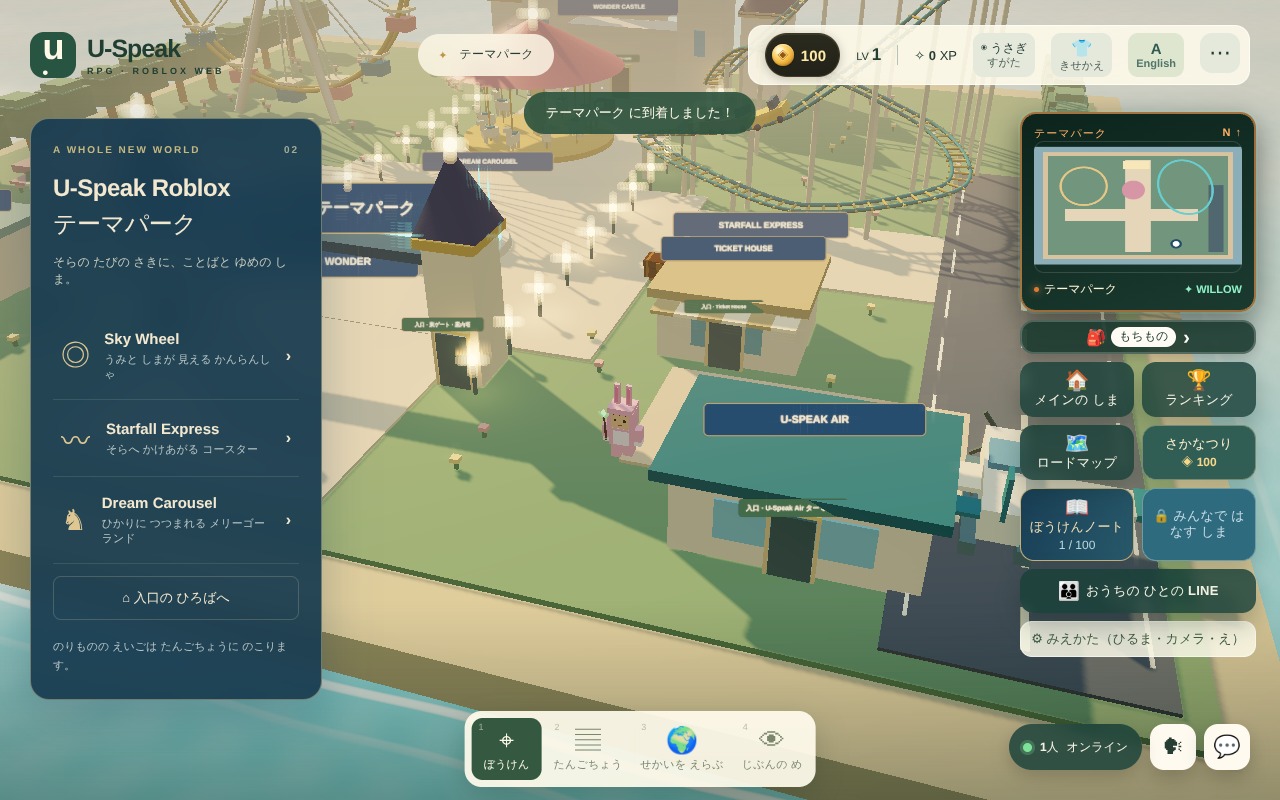 WONDER CASTLE
u U-Speak
RPG · ROBLOX WEB
✦ テーマパーク
100
LV 1
✧ 0 XP
うさぎ
すがた
👕
きせかえ
A
English
⋯
テーマパーク に到着しました！
A WHOLE NEW WORLD 02
U-Speak Roblox
テーマパーク
そらの たびの さきに、ことばと ゆめの し
ま。
Sky Wheel
うみと しまが 見える かんらんし
ゃ
›
Starfall Express
そらへ かけあがる コースター
›
Dream Carousel
ひかりに つつまれる メリーゴー
ランド
›
⌂ 入口の ひろばへ
のりものの えいごは たんごちょうに のこりま
す。
DREAM CAROUSEL
テーマパーク
WONDER
STARFALL EXPRESS
TICKET HOUSE
入口 · Ticket House
U-SPEAK AIR
入口 · U-Speak Air ター
テーマパーク N ↑
テーマパーク ✦ WILLOW
🎒 もちもの ›
🏠
メインの しま
🏆
ランキング
🗺️
ロードマップ
さかなつり
◈ 100
📖
ぼうけんノート
1 / 100
🔒 みんなで は
なす しま
👪 おうちの ひとの LINE
⚙ みえかた（ひるま・カメラ・え）
1
ぼうけん
2
たんごちょう
3
せかいを えらぶ
4
じぶんの め
1人 オンライン